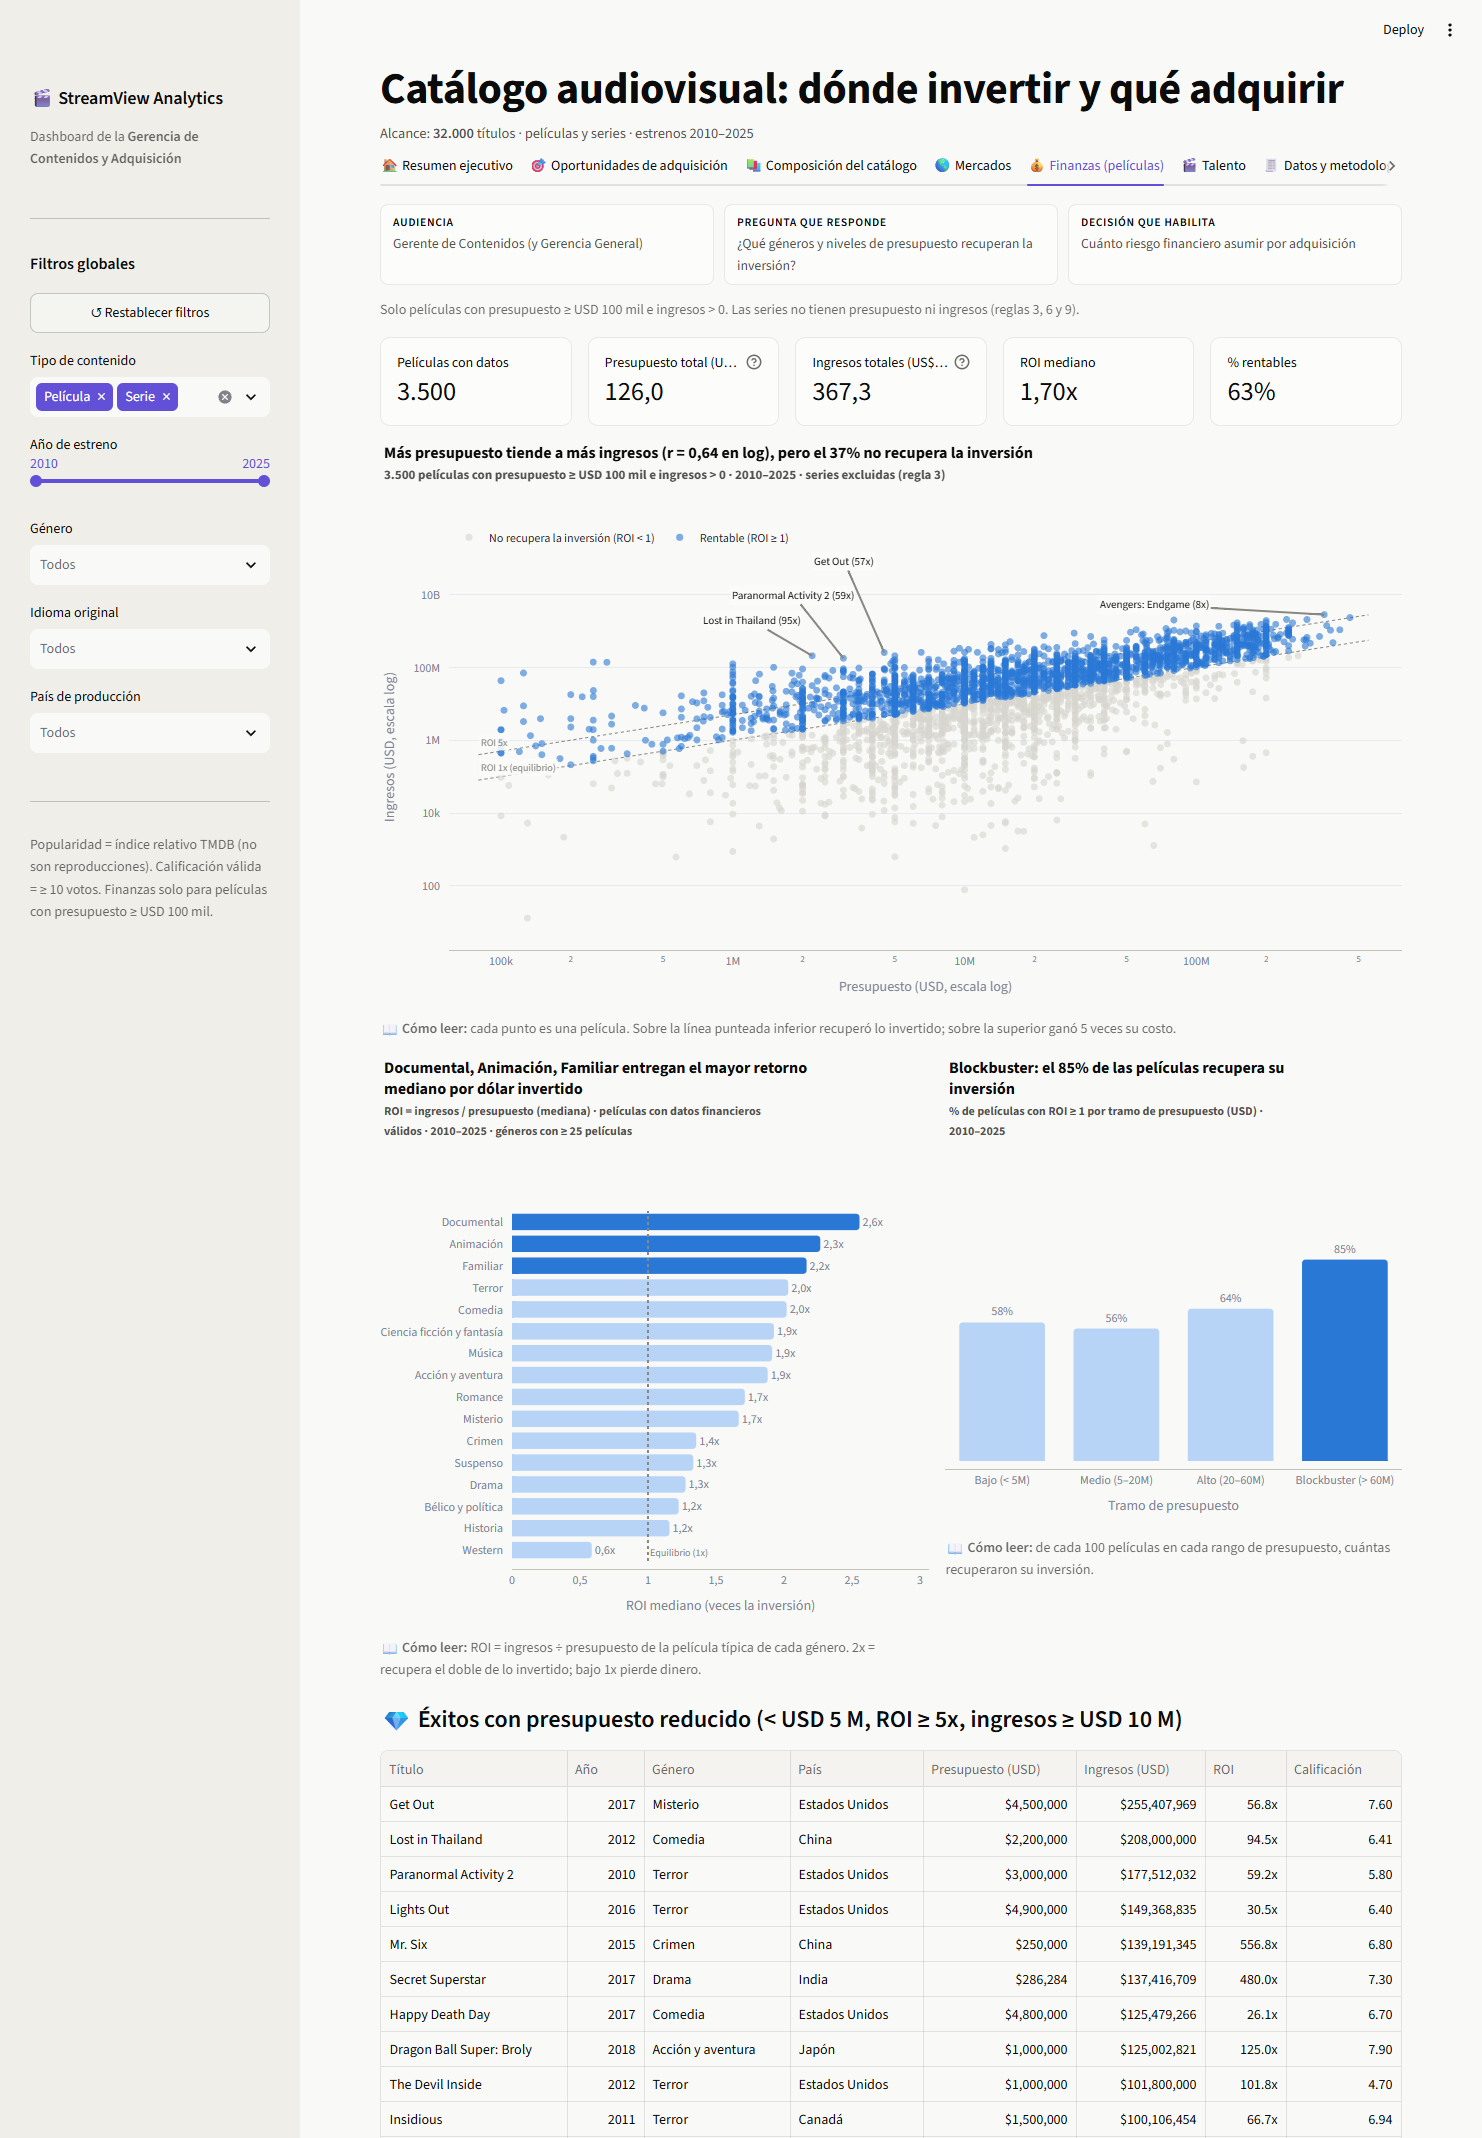 Deploy
StreamView Analytics
Dashboard de la Gerencia de
Contenidos y Adquisición
Filtros globales
↺ Restablecer filtros
Tipo de contenido
Película ×
Serie ×
Año de estreno
2010
2025
Género
Todos
Idioma original
Todos
País de producción
Todos
Popularidad = índice relativo TMDB (no
son reproducciones). Calificación válida
= ≥ 10 votos. Finanzas solo para películas
con presupuesto ≥ USD 100 mil.
Catálogo audiovisual: dónde invertir y qué adquirir
Alcance: 32.000 títulos · películas y series · estrenos 2010–2025
Resumen ejecutivo
Oportunidades de adquisición
Composición del catálogo
Mercados
Finanzas (películas)
Talento
Datos y metodolo
AUDIENCIA
Gerente de Contenidos (y Gerencia General)
PREGUNTA QUE RESPONDE
¿Qué géneros y niveles de presupuesto recuperan la
inversión?
DECISIÓN QUE HABILITA
Cuánto riesgo financiero asumir por adquisición
Solo películas con presupuesto ≥ USD 100 mil e ingresos > 0. Las series no tienen presupuesto ni ingresos (reglas 3, 6 y 9).
Películas con datos
3.500
Presupuesto total (U...
126,0
Ingresos totales (US$...
367,3
ROI mediano
1,70x
% rentables
63%
Más presupuesto tiende a más ingresos (r = 0,64 en log), pero el 37% no recupera la inversión
3.500 películas con presupuesto ≥ USD 100 mil e ingresos > 0 · 2010–2025 · series excluidas (regla 3)
No recupera la inversión (ROI < 1)
Rentable (ROI ≥ 1)
Get Out (57x)
Paranormal Activity 2 (59x)
Lost in Thailand (95x)
Avengers: Endgame (8x)
10B
100M
1M
10k
100
Ingresos (USD, escala log)
ROI 5x
ROI 1x (equilibrio)
100k
2
5
1M
2
5
10M
2
5
100M
2
5
Presupuesto (USD, escala log)
Cómo leer: cada punto es una película. Sobre la línea punteada inferior recuperó lo invertido; sobre la superior ganó 5 veces su costo.
Documental, Animación, Familiar entregan el mayor retorno
mediano por dólar invertido
ROI = ingresos / presupuesto (mediana) · películas con datos financieros
válidos · 2010–2025 · géneros con ≥ 25 películas
Documental 2,6x
Animación 2,3x
Familiar 2,2x
Terror 2,0x
Comedia 2,0x
Ciencia ficción y fantasía 1,9x
Música 1,9x
Acción y aventura 1,9x
Romance 1,7x
Misterio 1,7x
Crimen 1,4x
Suspenso 1,3x
Drama 1,3x
Bélico y política 1,2x
Historia 1,2x
Western 0,6x
Equilibrio (1x)
0 0,5 1 1,5 2 2,5 3
ROI mediano (veces la inversión)
Cómo leer: ROI = ingresos ÷ presupuesto de la película típica de cada género. 2x =
recupera el doble de lo invertido; bajo 1x pierde dinero.
Blockbuster: el 85% de las películas recupera su
inversión
% de películas con ROI ≥ 1 por tramo de presupuesto (USD) ·
2010–2025
58%
56%
64%
85%
Bajo (< 5M)
Medio (5–20M)
Alto (20–60M)
Blockbuster (> 60M)
Tramo de presupuesto
Cómo leer: de cada 100 películas en cada rango de presupuesto, cuántas
recuperaron su inversión.
Éxitos con presupuesto reducido (< USD 5 M, ROI ≥ 5x, ingresos ≥ USD 10 M)
Título Año Género País Presupuesto (USD) Ingresos (USD) ROI Calificación
Get Out 2017 Misterio Estados Unidos $4,500,000 $255,407,969 56.8x 7.60
Lost in Thailand 2012 Comedia China $2,200,000 $208,000,000 94.5x 6.41
Paranormal Activity 2 2010 Terror Estados Unidos $3,000,000 $177,512,032 59.2x 5.80
Lights Out 2016 Terror Estados Unidos $4,900,000 $149,368,835 30.5x 6.40
Mr. Six 2015 Crimen China $250,000 $139,191,345 556.8x 6.80
Secret Superstar 2017 Drama India $286,284 $137,416,709 480.0x 7.30
Happy Death Day 2017 Comedia Estados Unidos $4,800,000 $125,479,266 26.1x 6.70
Dragon Ball Super: Broly 2018 Acción y aventura Japón $1,000,000 $125,002,821 125.0x 7.90
The Devil Inside 2012 Terror Estados Unidos $1,000,000 $101,800,000 101.8x 4.70
Insidious 2011 Terror Canadá $1,500,000 $100,106,454 66.7x 6.94